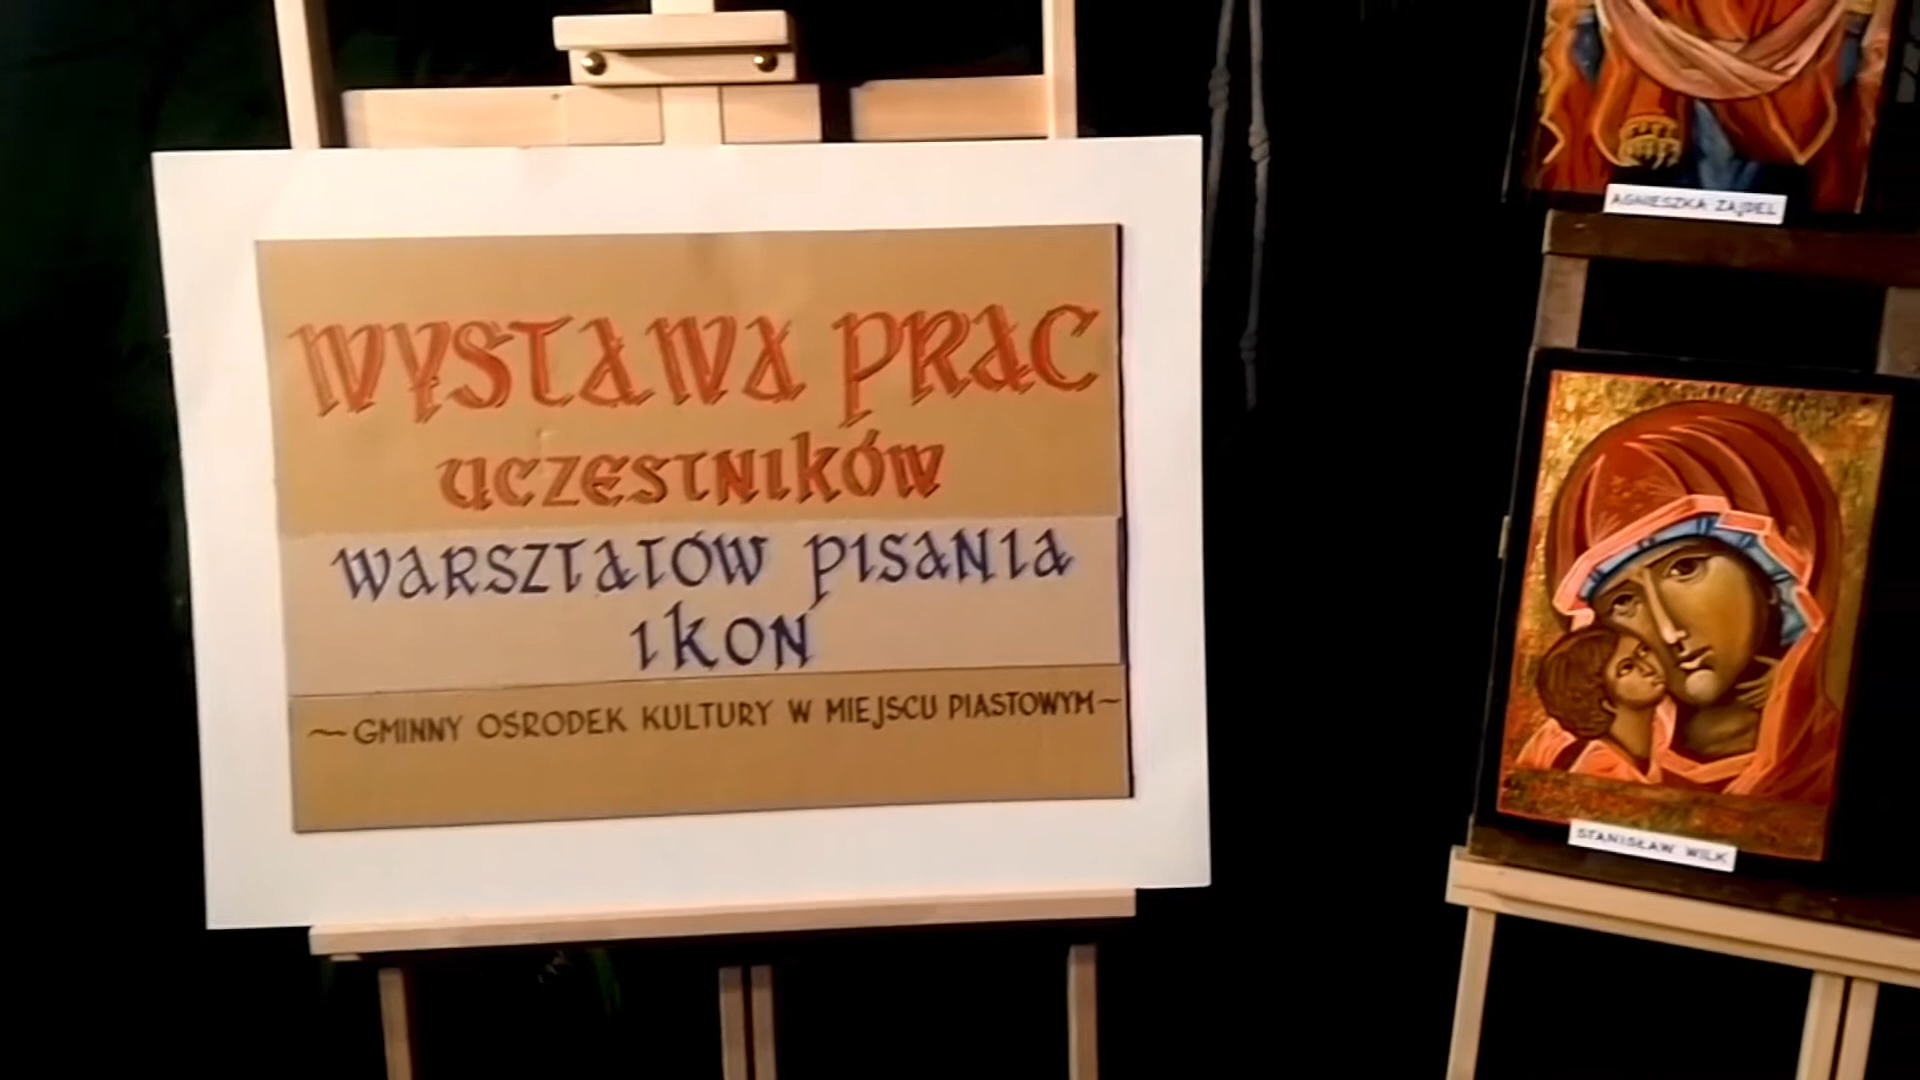 WYSTAWA PRAC
UCZESTNIKÓW
WARSZTATÓW PISANIA
IKON
~GMINNY OŚRODEK KULTURY W MIEJSCU PIASTOWYM~
AGNIESZKA ZAJDEL
STANISŁAW WILK